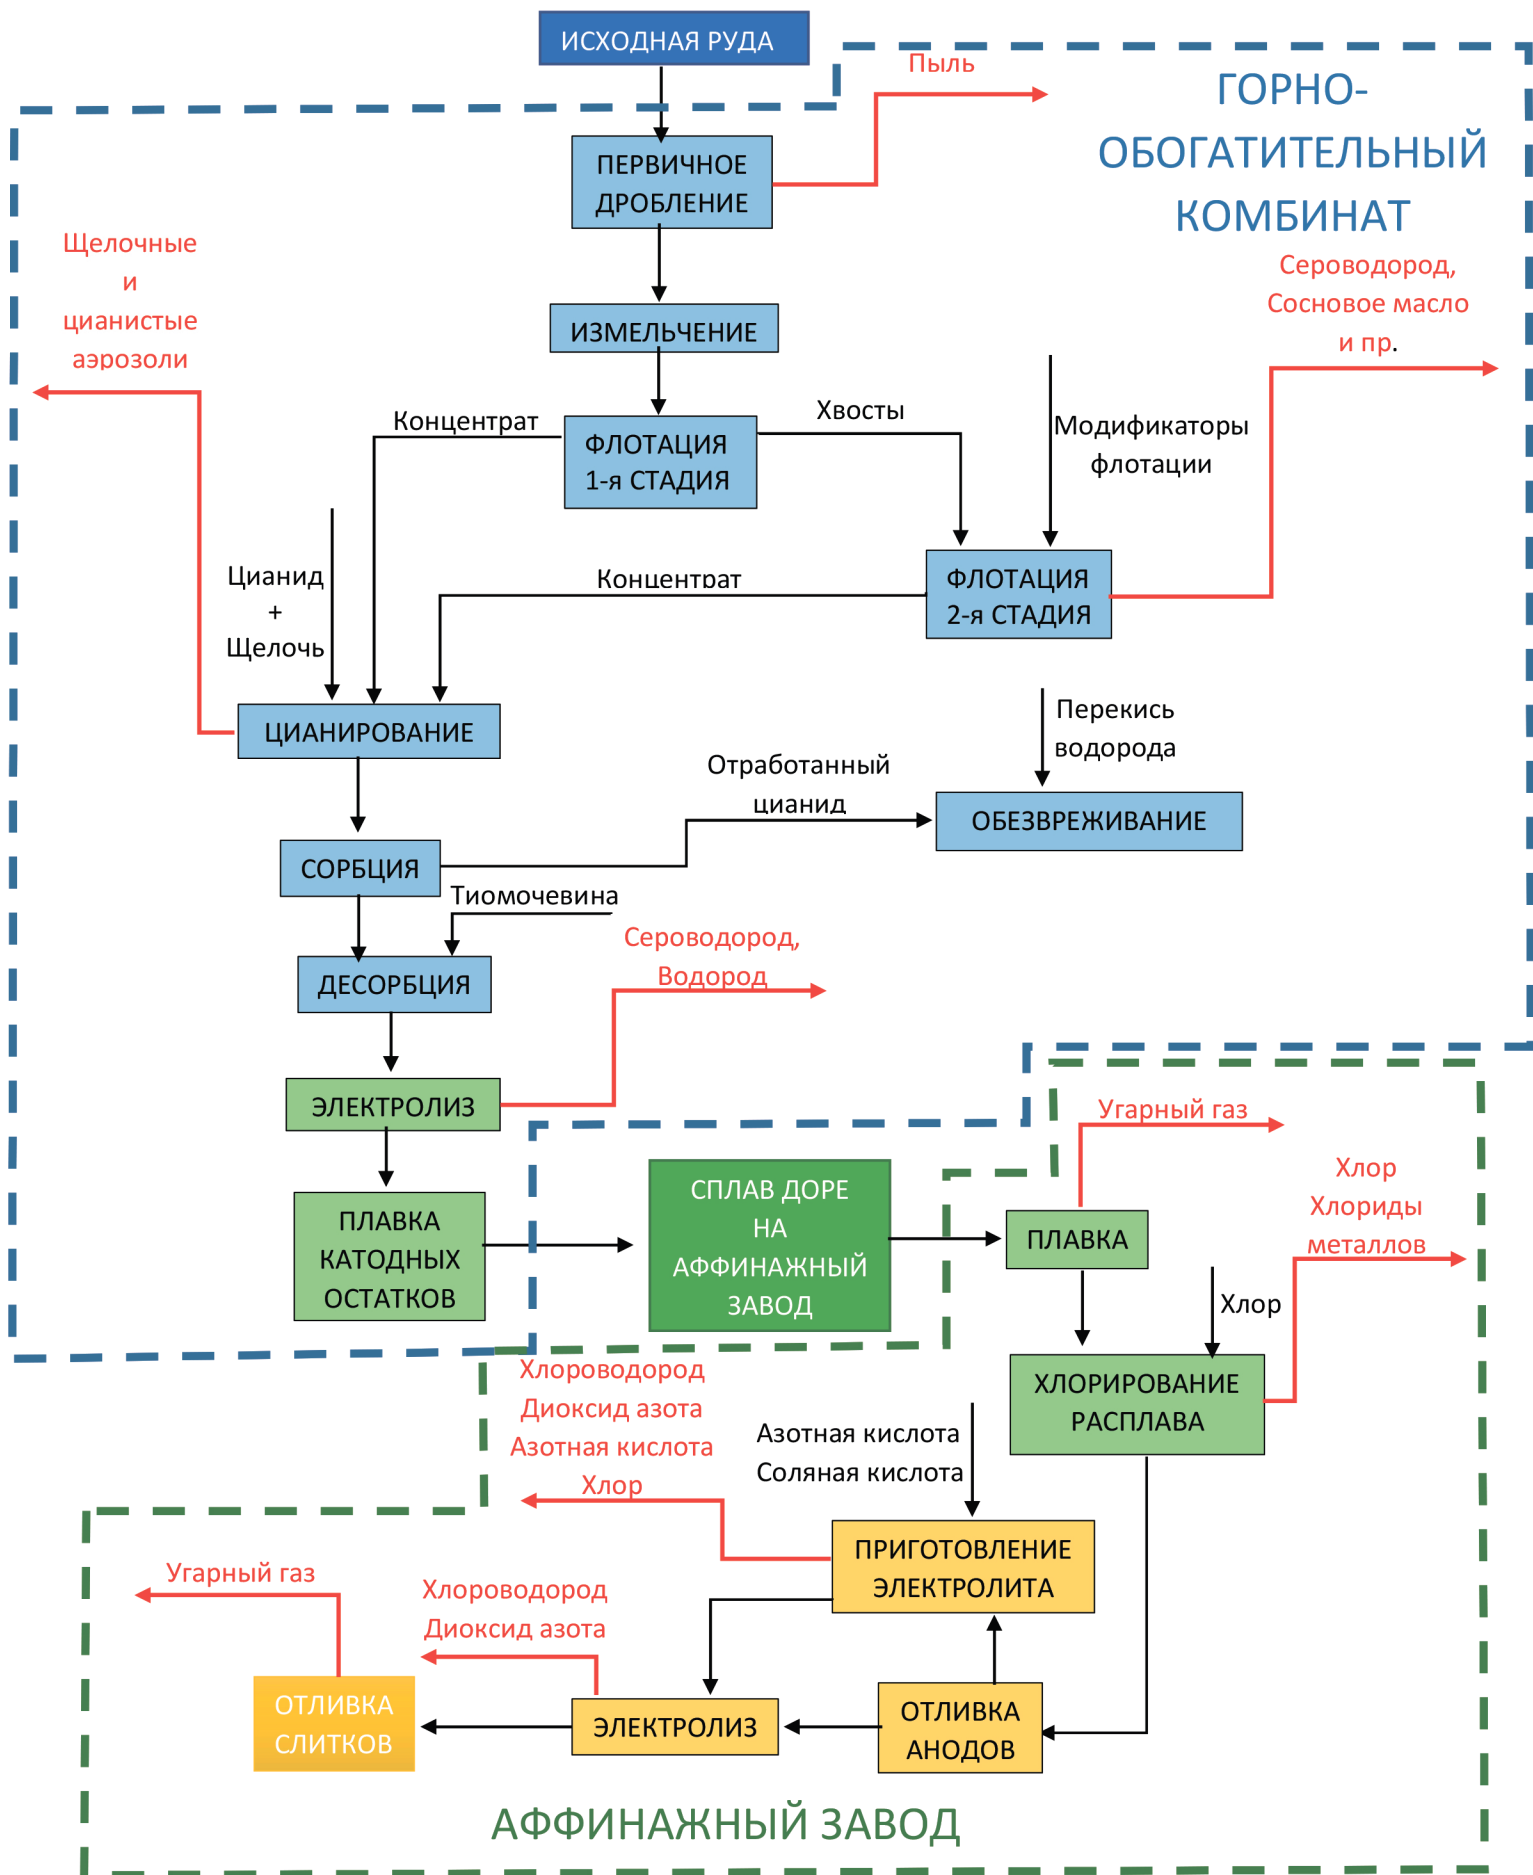 ИСХОДНАЯ РУДА
Пыль
ГОРНО-
ОБОГАТИТЕЛЬНЫЙ
КОМБИНАТ
ПЕРВИЧНОЕ
ДРОБЛЕНИЕ
Щелочные
и
цианистые
аэрозоли
Сероводород,
Сосновое масло
и пр.
ИЗМЕЛЬЧЕНИЕ
Концентрат
Хвосты
ФЛОТАЦИЯ
1-я СТАДИЯ
Модификаторы
флотации
Цианид
+
Щелочь
Концентрат
ФЛОТАЦИЯ
2-я СТАДИЯ
ЦИАНИРОВАНИЕ
Перекись
водорода
Отработанный
цианид
ОБЕЗВРЕЖИВАНИЕ
СОРБЦИЯ
Тиомочевина
Сероводород,
Водород
ДЕСОРБЦИЯ
ЭЛЕКТРОЛИЗ
Угарный газ
ПЛАВКА
КАТОДНЫХ
ОСТАТКОВ
СПЛАВ ДОРЕ
НА
АФФИНАЖНЫЙ
ЗАВОД
ПЛАВКА
Хлор
Хлориды
металлов
Хлор
ХЛОРИРОВАНИЕ
РАСПЛАВА
Хлороводород
Диоксид азота
Азотная кислота
Хлор
Азотная кислота
Соляная кислота
ПРИГОТОВЛЕНИЕ
ЭЛЕКТРОЛИТА
Угарный газ
Хлороводород
Диоксид азота
ОТЛИВКА
СЛИТКОВ
ЭЛЕКТРОЛИЗ
ОТЛИВКА
АНОДОВ
АФФИНАЖНЫЙ ЗАВОД